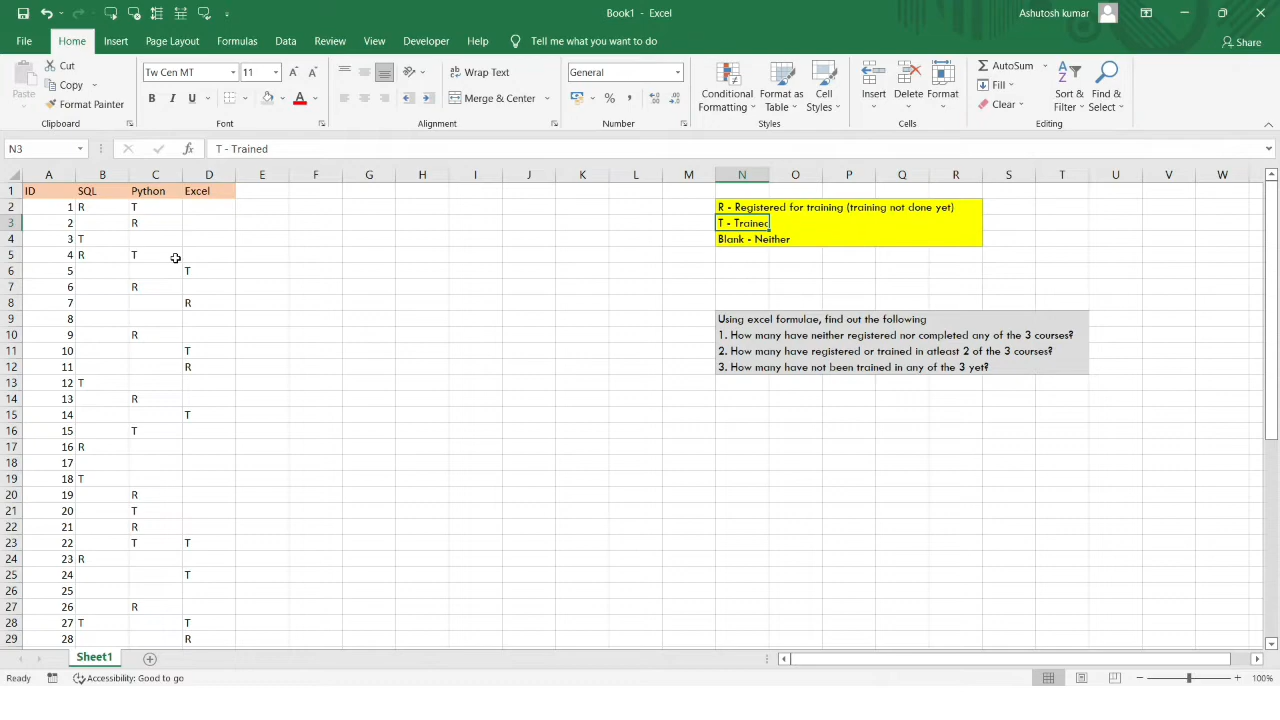 Book1 - Excel
Ashutosh kumar
File Home Insert Page Layout Formulas Data Review View Developer Help Tell me what you want to do Share
Paste
Cut
Copy
Format Painter
Clipboard
Tw Cen MT 11
B I U
Font
Wrap Text
Merge & Center
Alignment
General
Number
Conditional Formatting
Format as Table
Cell Styles
Styles
Insert
Delete
Format
Cells
AutoSum
Fill
Clear
Sort & Filter
Find & Select
Editing
N3 fx T - Trained
A B C D E F G H I J K L M N O P Q R S T U V W
1 ID SQL Python Excel
2 1 R T R - Registered for training (training not done yet)
3 2 R T - Trained
4 3 T Blank - Neither
5 4 R T
6 5 T
7 6 R
8 7 R
9 8 Using excel formulae, find out the following
10 9 R 1. How many have neither registered nor completed any of the 3 courses?
11 10 T 2. How many have registered or trained in atleast 2 of the 3 courses?
12 11 R 3. How many have not been trained in any of the 3 yet?
13 12 T
14 13 R
15 14 T
16 15 T
17 16 R
18 17
19 18 T
20 19 R
21 20 T
22 21 R
23 22 T T
24 23 R
25 24 T
26 25
27 26 R
28 27 T T
29 28 R
Sheet1
Ready Accessibility: Good to go 100%